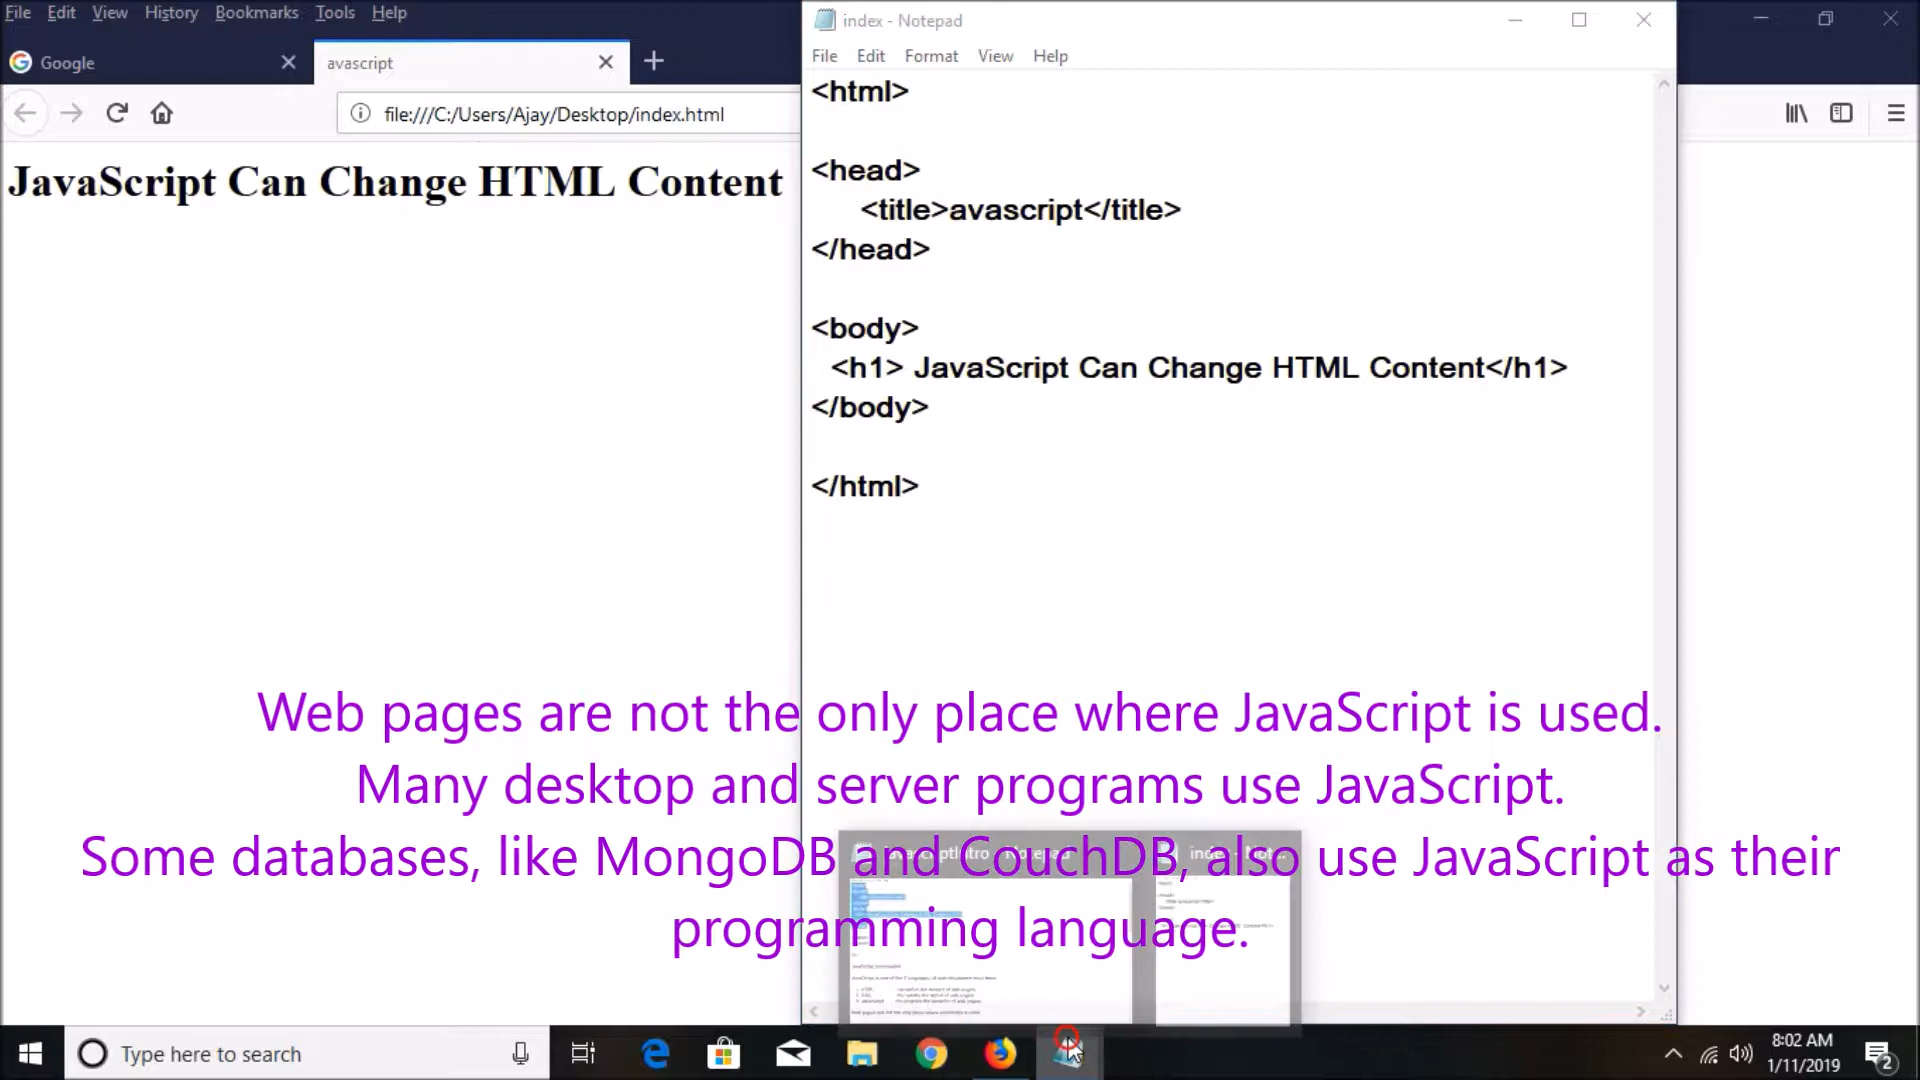 File Edit View History Bookmarks Tools Help
Google
avascript
file:///C:/Users/Ajay/Desktop/index.html
JavaScript Can Change HTML Content
index - Notepad
File Edit Format View Help
<html>
<head>
<title>avascript</title>
</head>
<body>
<h1> JavaScript Can Change HTML Content</h1>
</body>
</html>
Web pages are not the only place where JavaScript is used.
Many desktop and server programs use JavaScript.
Some databases, like MongoDB and CouchDB, also use JavaScript as their
programming language.
index - Not...
Type here to search
8:02 AM
1/11/2019
2